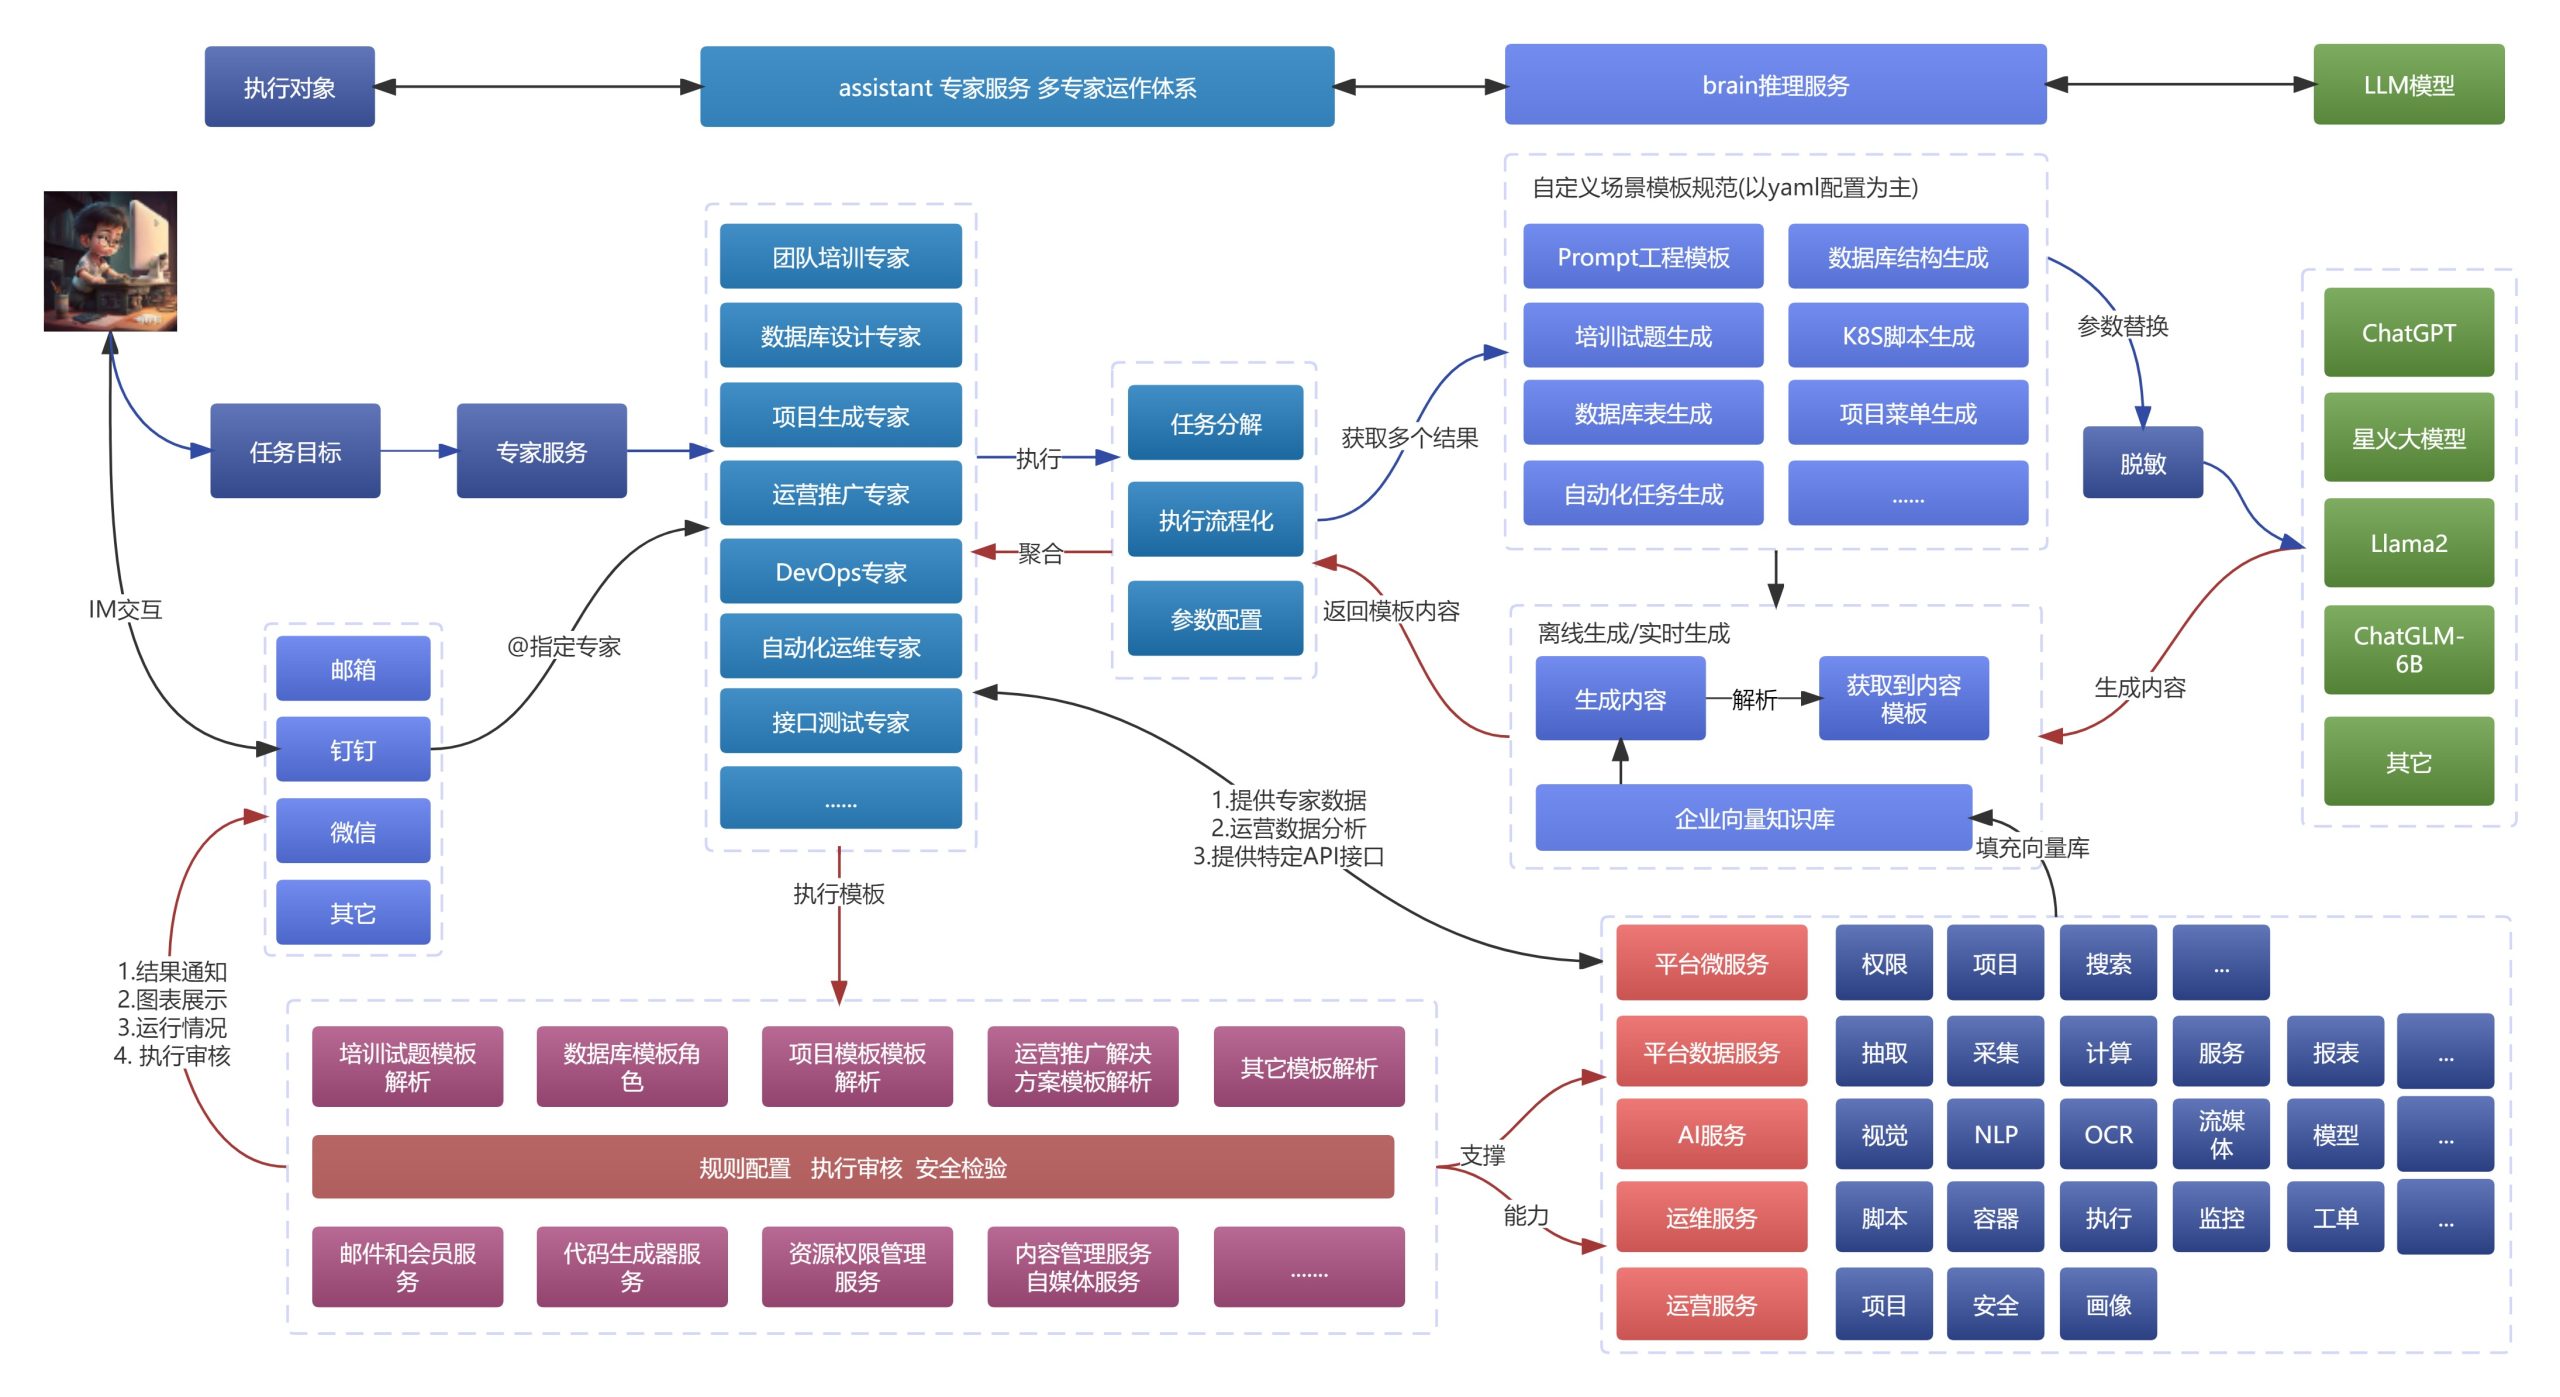 执行对象
assistant 专家服务 多专家运作体系
brain推理服务
LLM模型
自定义场景模板规范(以yaml配置为主)
Prompt工程模板
数据库结构生成
培训试题生成
K8S脚本生成
数据库表生成
项目菜单生成
自动化任务生成
......
参数替换
脱敏
ChatGPT
星火大模型
Llama2
ChatGLM-
6B
其它
团队培训专家
数据库设计专家
项目生成专家
运营推广专家
DevOps专家
自动化运维专家
接口测试专家
......
任务目标
专家服务
执行
聚合
任务分解
执行流程化
参数配置
获取多个结果
返回模板内容
IM交互
@指定专家
邮箱
钉钉
微信
其它
离线生成/实时生成
生成内容
解析
获取到内容
模板
企业向量知识库
生成内容
填充向量库
1.提供专家数据
2.运营数据分析
3.提供特定API接口
执行模板
1.结果通知
2.图表展示
3.运行情况
4. 执行审核
培训试题模板
解析
数据库模板角
色
项目模板模板
解析
运营推广解决
方案模板解析
其它模板解析
规则配置 执行审核 安全检验
邮件和会员服
务
代码生成器服
务
资源权限管理
服务
内容管理服务
自媒体服务
.......
支撑
能力
平台微服务
权限
项目
搜索
...
平台数据服务
抽取
采集
计算
服务
报表
...
AI服务
视觉
NLP
OCR
流媒
体
模型
...
运维服务
脚本
容器
执行
监控
工单
...
运营服务
项目
安全
画像